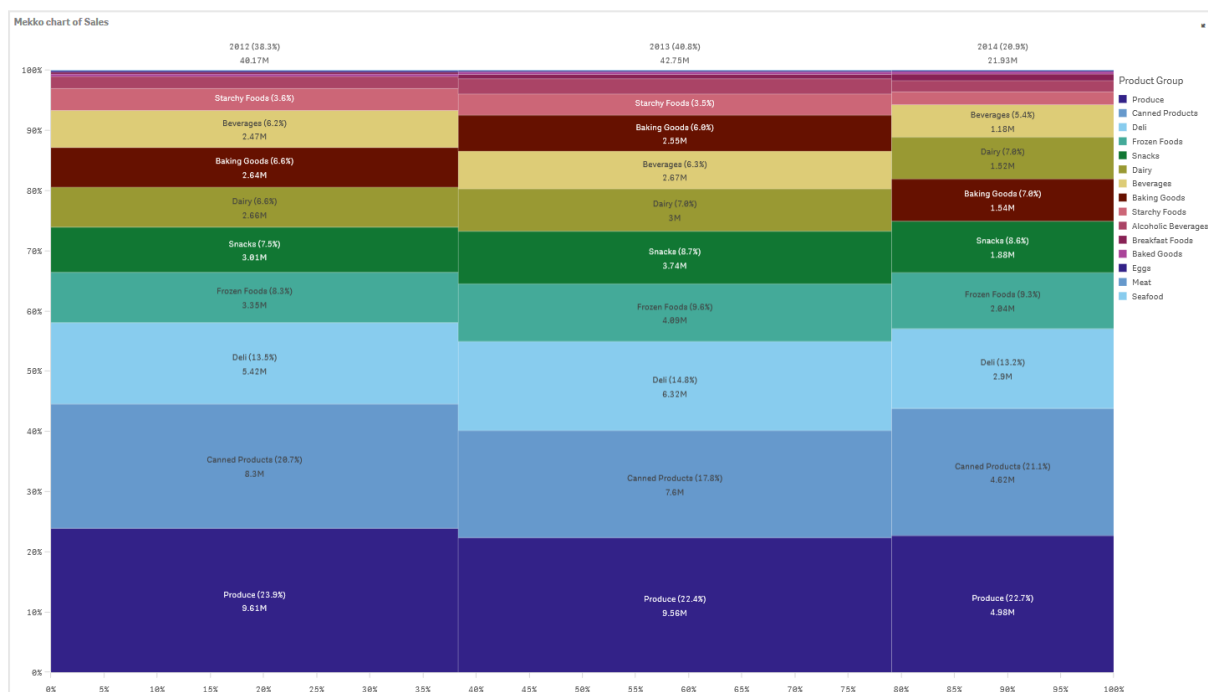 Mekko chart of Sales
2012 (38.3%)
40.17M
2013 (40.8%)
42.75M
2014 (20.9%)
21.93M
100%
90%
80%
70%
60%
50%
40%
30%
20%
10%
0%
Starchy Foods (3.6%)
Beverages (6.2%)
2.47M
Baking Goods (6.6%)
2.64M
Dairy (6.6%)
2.66M
Snacks (7.5%)
3.01M
Frozen Foods (8.3%)
3.35M
Deli (13.5%)
5.42M
Canned Products (20.7%)
8.3M
Produce (23.9%)
9.61M
Starchy Foods (3.5%)
Baking Goods (6.0%)
2.55M
Beverages (6.3%)
2.67M
Dairy (7.0%)
3M
Snacks (8.7%)
3.74M
Frozen Foods (9.6%)
4.09M
Deli (14.8%)
6.32M
Canned Products (17.8%)
7.6M
Produce (22.4%)
9.56M
Beverages (5.4%)
1.18M
Dairy (7.0%)
1.52M
Baking Goods (7.0%)
1.54M
Snacks (8.6%)
1.88M
Frozen Foods (9.3%)
2.04M
Deli (13.2%)
2.9M
Canned Products (21.1%)
4.62M
Produce (22.7%)
4.98M
Product Group
Produce
Canned Products
Deli
Frozen Foods
Snacks
Dairy
Beverages
Baking Goods
Starchy Foods
Alcoholic Beverages
Breakfast Foods
Baked Goods
Eggs
Meat
Seafood
0% 5% 10% 15% 20% 25% 30% 35% 40% 45% 50% 55% 60% 65% 70% 75% 80% 85% 90% 95% 100%